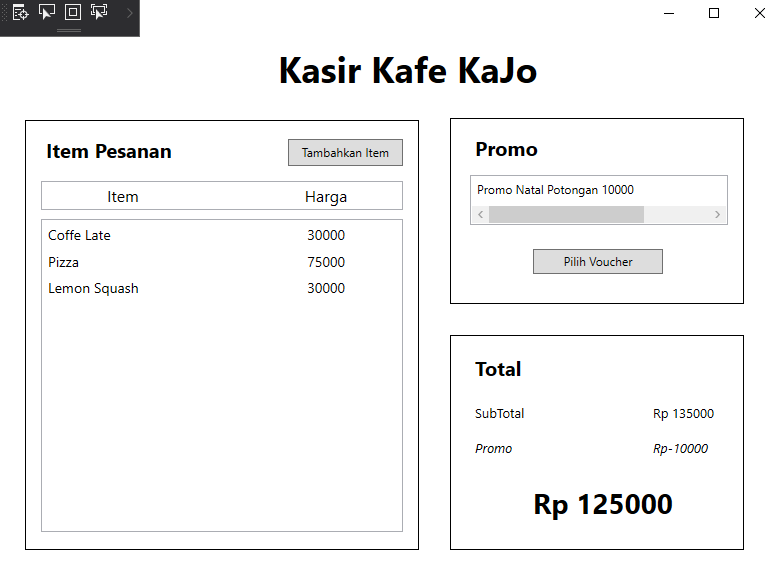 Kasir Kafe KaJo
Item Pesanan
Tambahkan Item
Item Harga
Coffe Late 30000
Pizza 75000
Lemon Squash 30000
Promo
Promo Natal Potongan 10000
Pilih Voucher
Total
SubTotal Rp 135000
Promo Rp-10000
Rp 125000